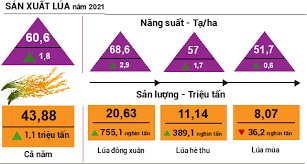 SẢN XUẤT LÚA năm 2021
Năng suất - Tạ/ha
60,6
1,8
68,6
2,9
57
1,7
51,7
0,6
Sản lượng - Triệu tấn
43,88
1,1 triệu tấn
Cả năm
20,63
755,1 nghìn tấn
Lúa đông xuân
11,14
389,1 nghìn tấn
Lúa hè thu
8,07
36,2 nghìn tấn
Lúa mùa